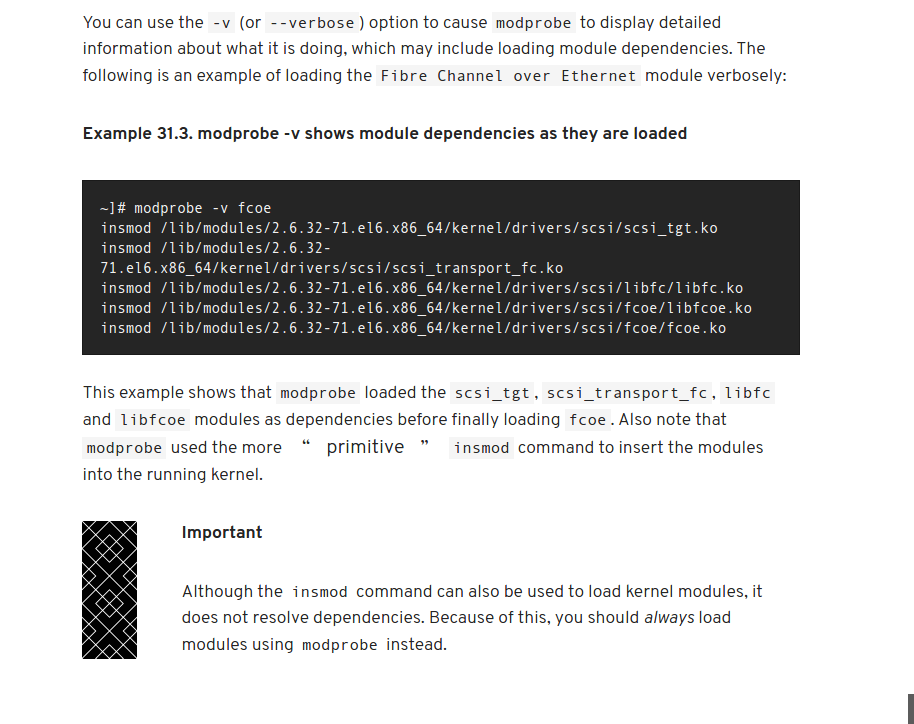 You can use the -v (or --verbose) option to cause modprobe to display detailed
information about what it is doing, which may include loading module dependencies. The
following is an example of loading the Fibre Channel over Ethernet module verbosely:
Example 31.3. modprobe -v shows module dependencies as they are loaded
~]# modprobe -v fcoe
insmod /lib/modules/2.6.32-71.el6.x86_64/kernel/drivers/scsi/scsi_tgt.ko
insmod /lib/modules/2.6.32-
71.el6.x86_64/kernel/drivers/scsi/scsi_transport_fc.ko
insmod /lib/modules/2.6.32-71.el6.x86_64/kernel/drivers/scsi/libfc/libfc.ko
insmod /lib/modules/2.6.32-71.el6.x86_64/kernel/drivers/scsi/fcoe/libfcoe.ko
insmod /lib/modules/2.6.32-71.el6.x86_64/kernel/drivers/scsi/fcoe/fcoe.ko
This example shows that modprobe loaded the scsi_tgt, scsi_transport_fc, libfc
and libfcoe modules as dependencies before finally loading fcoe. Also note that
modprobe used the more “ primitive ” insmod command to insert the modules
into the running kernel.
Important
Although the insmod command can also be used to load kernel modules, it
does not resolve dependencies. Because of this, you should always load
modules using modprobe instead.